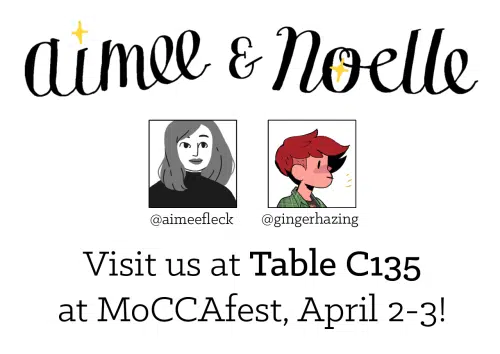 aimee & Noelle
@aimeefleck @gingerhazing
Visit us at Table C135
at MoCCAfest, April 2-3!